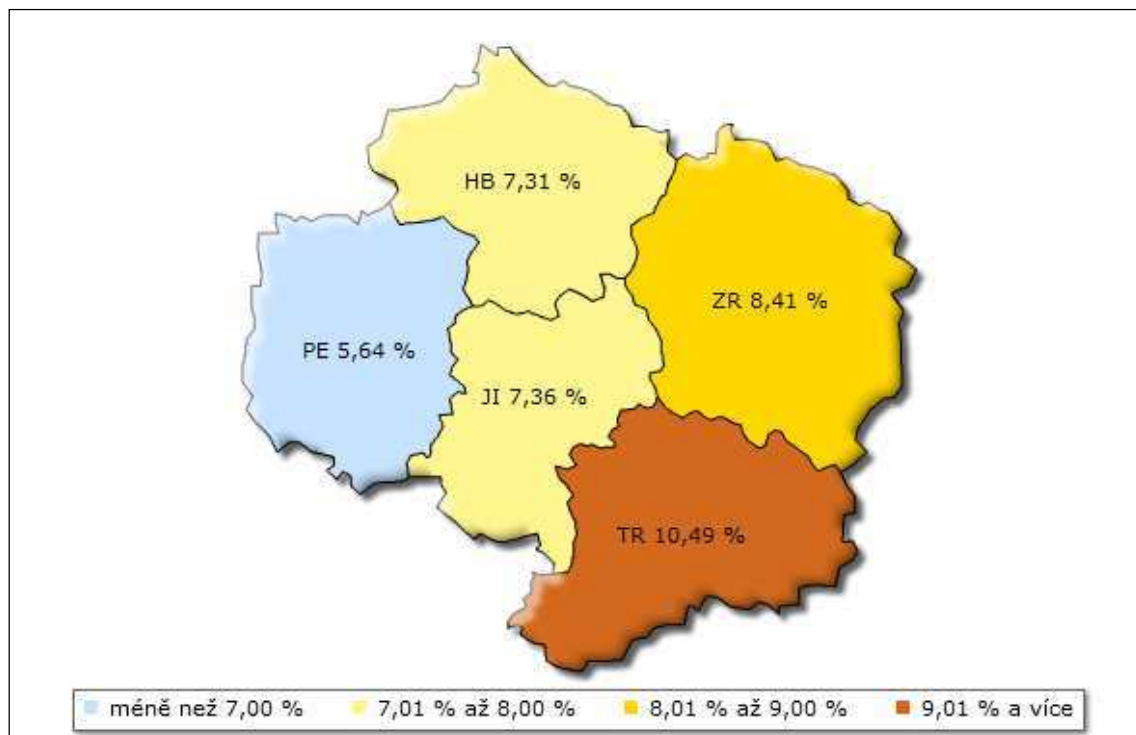 HB 7,31 %
ZR 8,41 %
PE 5,64 %
JI 7,36 %
TR 10,49 %
méně než 7,00 % 7,01 % až 8,00 % 8,01 % až 9,00 % 9,01 % a více